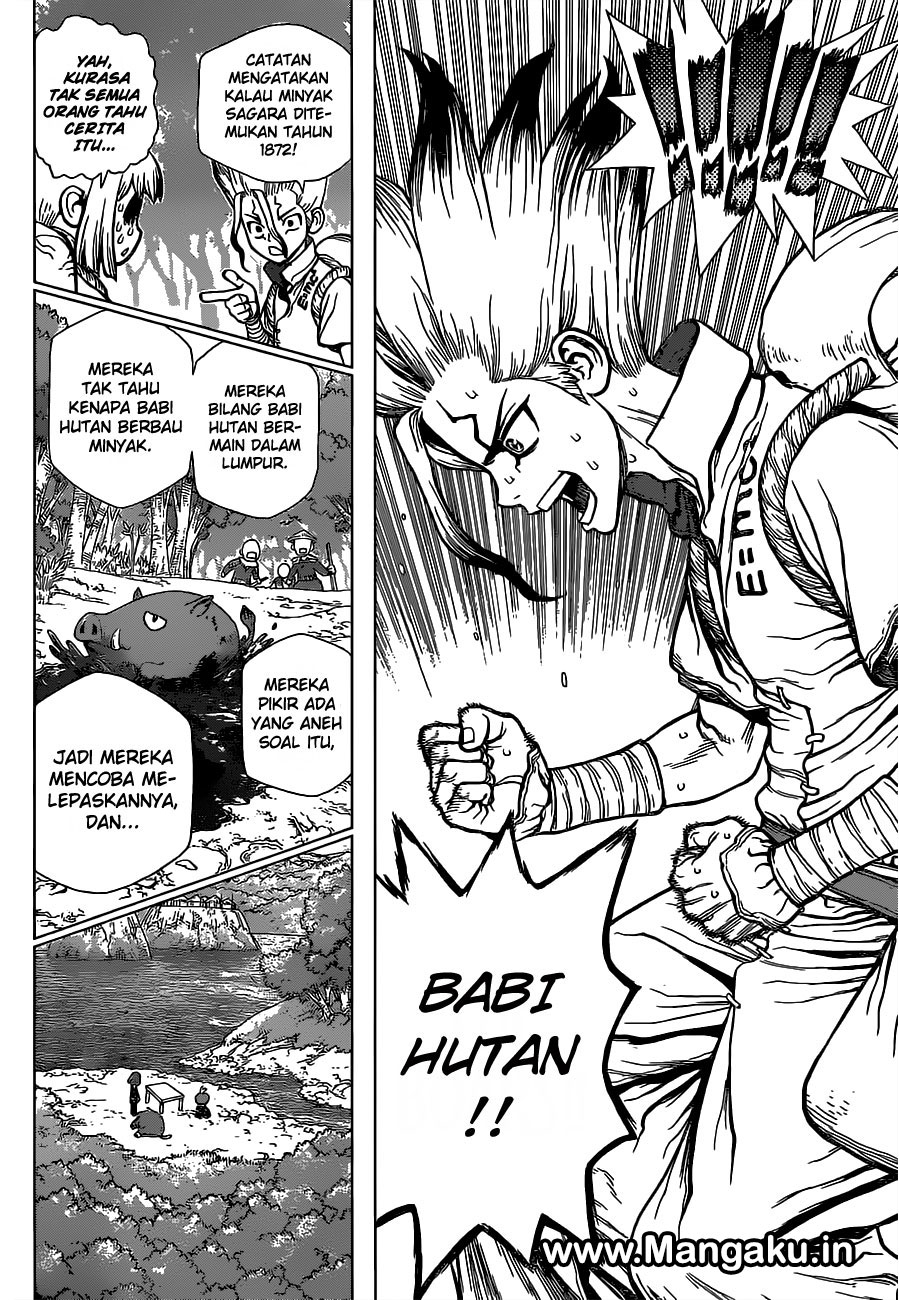 !!!!!!
E=mc²
BABI
HUTAN
!!
CATATAN
MENGATAKAN
KALAU MINYAK
SAGARA DITE-
MUKAN TAHUN
1872!
YAH,
KURASA
TAK SEMUA
ORANG TAHU
CERITA
ITU...
E=mc²
MEREKA
BILANG BABI
HUTAN BER-
MAIN DALAM
LUMPUR.
MEREKA
TAK TAHU
KENAPA BABI
HUTAN BERBAU
MINYAK.
MEREKA
PIKIR ADA
YANG ANEH
SOAL ITU,
JADI MEREKA
MENCOBA ME-
LEPASKANNYA,
DAN...
www.Mangaku.in